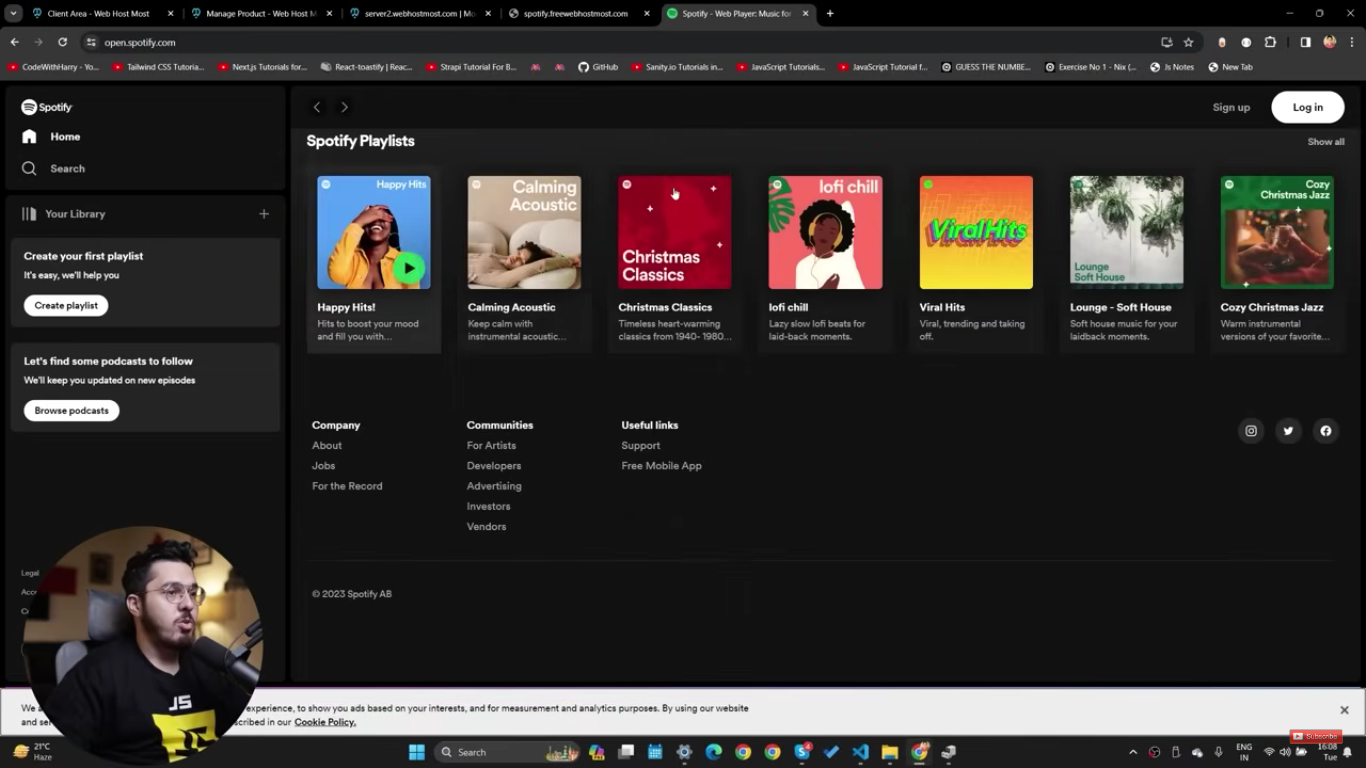 Client Area - Web Host Most
Manage Product - Web Host M
server2.webhostmost.com | Mo
spotify.freewebhostmost.com
Spotify - Web Player: Music for
open.spotify.com
CodeWithHarry - Yo...
Tailwind CSS Tutoria...
Next.js Tutorials for...
React-toastify | Reac...
Strapi Tutorial For B...
GitHub
Sanity.io Tutorials in...
JavaScript Tutorials...
JavaScript Tutorial f...
GUESS THE NUMBE...
Exercise No 1 - Nix (...
Js Notes
New Tab
Spotify
Home
Search
Your Library
Create your first playlist
It's easy, we'll help you
Create playlist
Let's find some podcasts to follow
We'll keep you updated on new episodes
Browse podcasts
Legal
Sign up
Log in
Spotify Playlists
Show all
Happy Hits
Calming
Acoustic
Christmas
Classics
lofi chill
Viral Hits
Lounge
Soft House
Cozy
Christmas Jazz
Happy Hits!
Hits to boost your mood
and fill you with...
Calming Acoustic
Keep calm with
instrumental acoustic...
Christmas Classics
Timeless heart-warming
classics from 1940- 1980...
lofi chill
Lazy slow lofi beats for
laid-back moments.
Viral Hits
Viral, trending and taking
off.
Lounge - Soft House
Soft house music for your
laidback moments.
Cozy Christmas Jazz
Warm instrumental
versions of your favorite...
Company
About
Jobs
For the Record
Communities
For Artists
Developers
Advertising
Investors
Vendors
Useful links
Support
Free Mobile App
© 2023 Spotify AB
JS
We
experience, to show you ads based on your interests, and for measurement and analytics purposes. By using our website
and
scribed in our Cookie Policy.
Subscribe
21°C
Haze
Search
ENG
IN
16:08
Tue